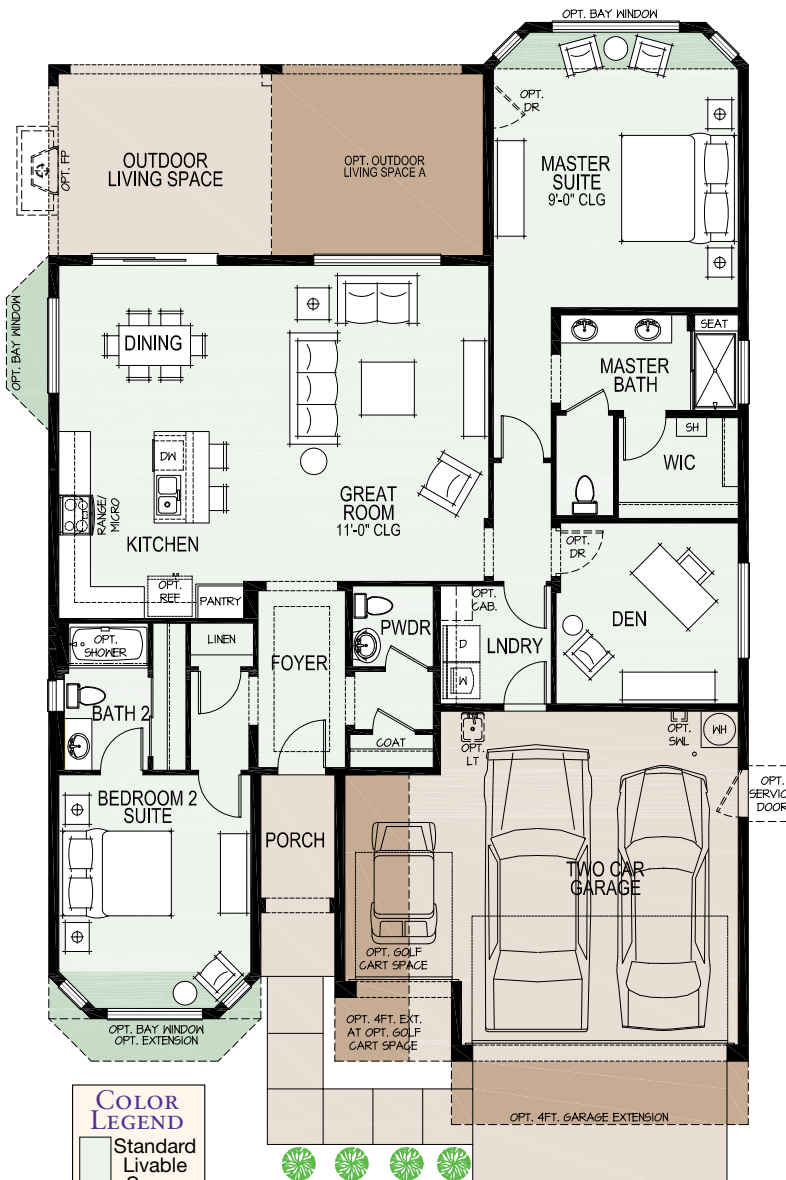 OPT. BAY WINDOW
OPT.
DR
OUTDOOR
LIVING SPACE
OPT. OUTDOOR
LIVING SPACE A
OPT. FP
MASTER
SUITE
9'-0" CLG
OPT. BAY WINDOW
DINING
SEAT
MASTER
BATH
DW
SH
WIC
RANGE/
MICRO
GREAT
ROOM
11'-0" CLG
KITCHEN
OPT.
DR
OPT.
REF
PANTRY
OPT.
CAB.
DEN
PWDR
OPT.
SHOWER
LINEN
D
LNDRY
FOYER
W
BATH 2
COAT
OPT.
LT
OPT.
SWL
WH
OPT.
SERVIC
DOOR
BEDROOM 2
SUITE
PORCH
TWO CAR
GARAGE
OPT. GOLF
CART SPACE
OPT. 4FT. EXT.
AT OPT. GOLF
CART SPACE
OPT. BAY WINDOW
OPT. EXTENSION
OPT. 4FT. GARAGE EXTENSION
COLOR
LEGEND
Standard
Livable